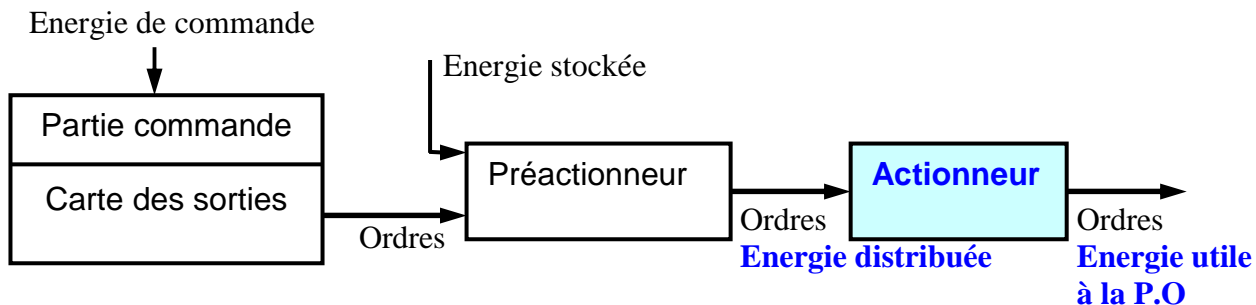 Energie de commande
Energie stockée
Partie commande
Carte des sorties
Ordres
Préactionneur
Ordres
Energie distribuée
Actionneur
Ordres
Energie utile
à la P.O